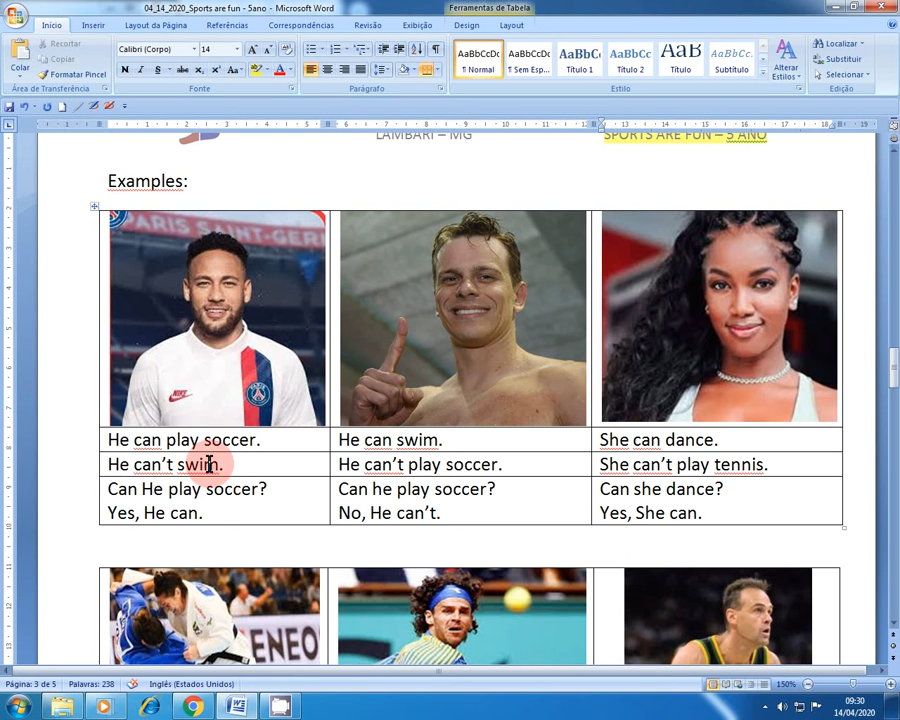 04_14_2020_Sports are fun - 5ano - Microsoft Word
Ferramentas de Tabela
Início Inserir Layout da Página Referências Correspondências Revisão Exibição Design Layout
Colar
Recortar
Copiar
Formatar Pincel
Área de Transferência
Calibri (Corpo) 14
Fonte
Parágrafo
AaBbCcDc AaBbCcDc AaBbC AaBbCc AaB AaBbCc.
¶ Normal ¶ Sem Esp... Título 1 Título 2 Título Subtítulo
Alterar Estilos
Estilo
Localizar
Substituir
Selecionar
Edição
LAMBARI – MG
SPORTS ARE FUN – 5 ANO
Examples:
PARIS SAINT-GER
NIKE
He can play soccer.
He can swim.
She can dance.
He can't swim.
He can't play soccer.
She can't play tennis.
Can He play soccer?
Yes, He can.
Can he play soccer?
No, He can't.
Can she dance?
Yes, She can.
ENEO
Página: 3 de 5 Palavras: 238 Inglês (Estados Unidos) 150%
09:30
14/04/2020